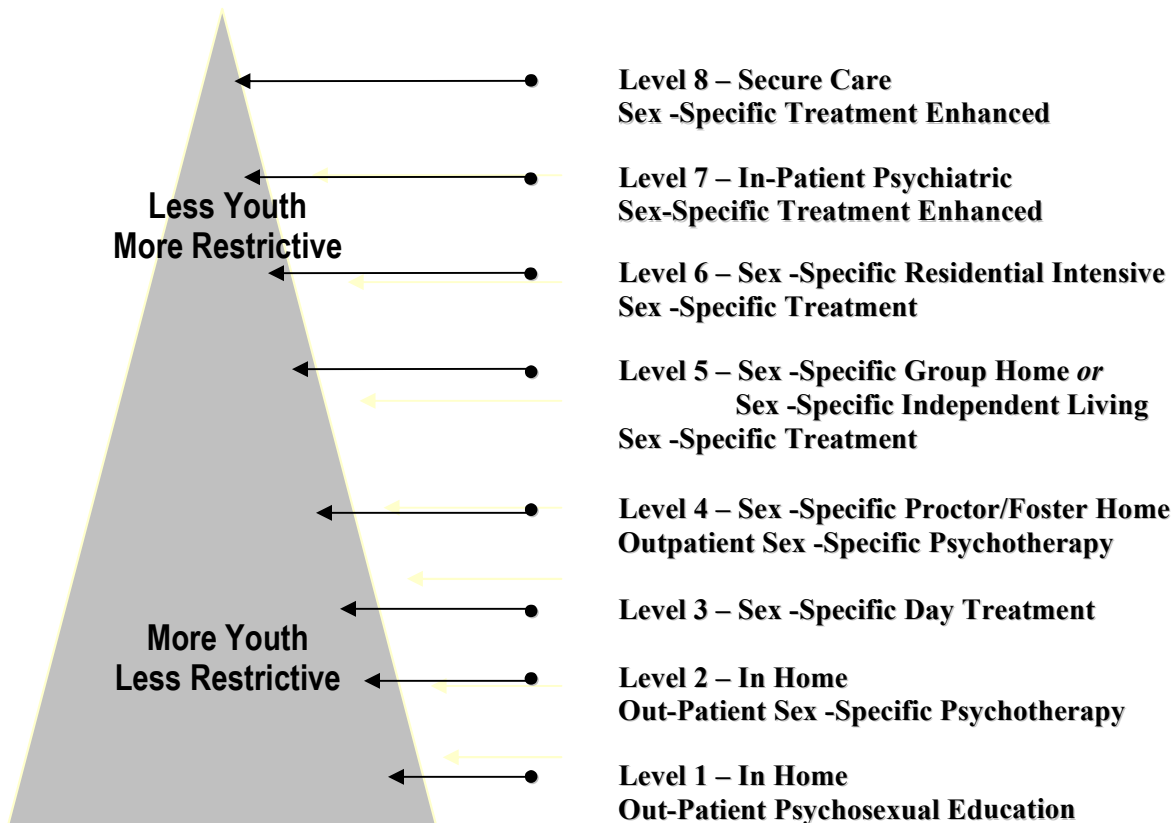 Level 8 – Secure Care
Sex -Specific Treatment Enhanced
Level 7 – In-Patient Psychiatric
Sex-Specific Treatment Enhanced
Less Youth
More Restrictive
Level 6 – Sex -Specific Residential Intensive
Sex -Specific Treatment
Level 5 – Sex -Specific Group Home or
Sex -Specific Independent Living
Sex -Specific Treatment
Level 4 – Sex -Specific Proctor/Foster Home
Outpatient Sex -Specific Psychotherapy
Level 3 – Sex -Specific Day Treatment
More Youth
Less Restrictive
Level 2 – In Home
Out-Patient Sex -Specific Psychotherapy
Level 1 – In Home
Out-Patient Psychosexual Education